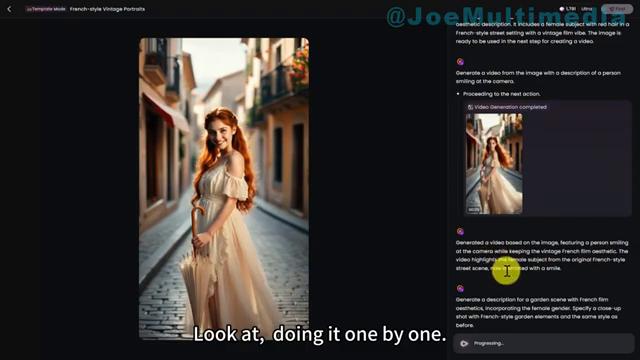 Template Mode
French-style Vintage Portraits
1,781
Ultra
@JoeMultimedia
aesthetic description. It includes a female subject with red hair in a
French-style street setting with a vintage film vibe. The image is
ready to be used in the next step for creating a video.
Generate a video from the image with a description of a person
smiling at the camera.
• Proceeding to the next action.
Video Generation completed
Generated a video based on the image, featuring a person smiling
at the camera while keeping the vintage French film aesthetic. The
video highlights the female subject from the original French-style
street scene, with a smile.
Generate a description for a garden scene with French film
aesthetics, incorporating the female gender. Specify a close-up
shot with French-style garden elements and the same style as
before.
Progressing...
Look at, doing it one by one.